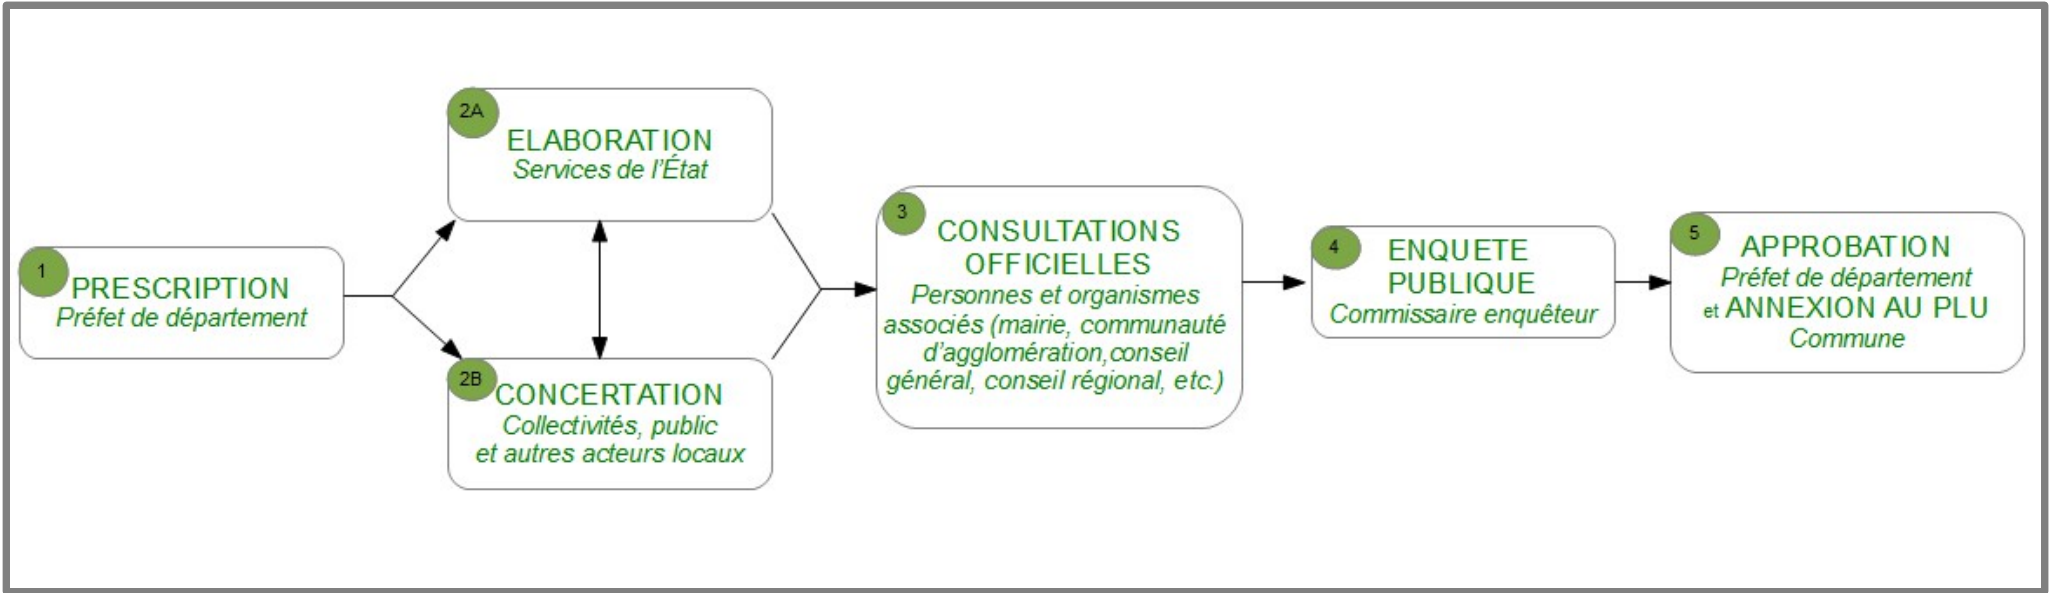 1
PRESCRIPTION
Préfet de département
2A
ELABORATION
Services de l'État
2B
CONCERTATION
Collectivités, public
et autres acteurs locaux
3
CONSULTATIONS
OFFICIELLES
Personnes et organismes
associés (mairie, communauté
d'agglomération,conseil
général, conseil régional, etc.)
4
ENQUETE
PUBLIQUE
Commissaire enquêteur
5
APPROBATION
Préfet de département
et ANNEXION AU PLU
Commune